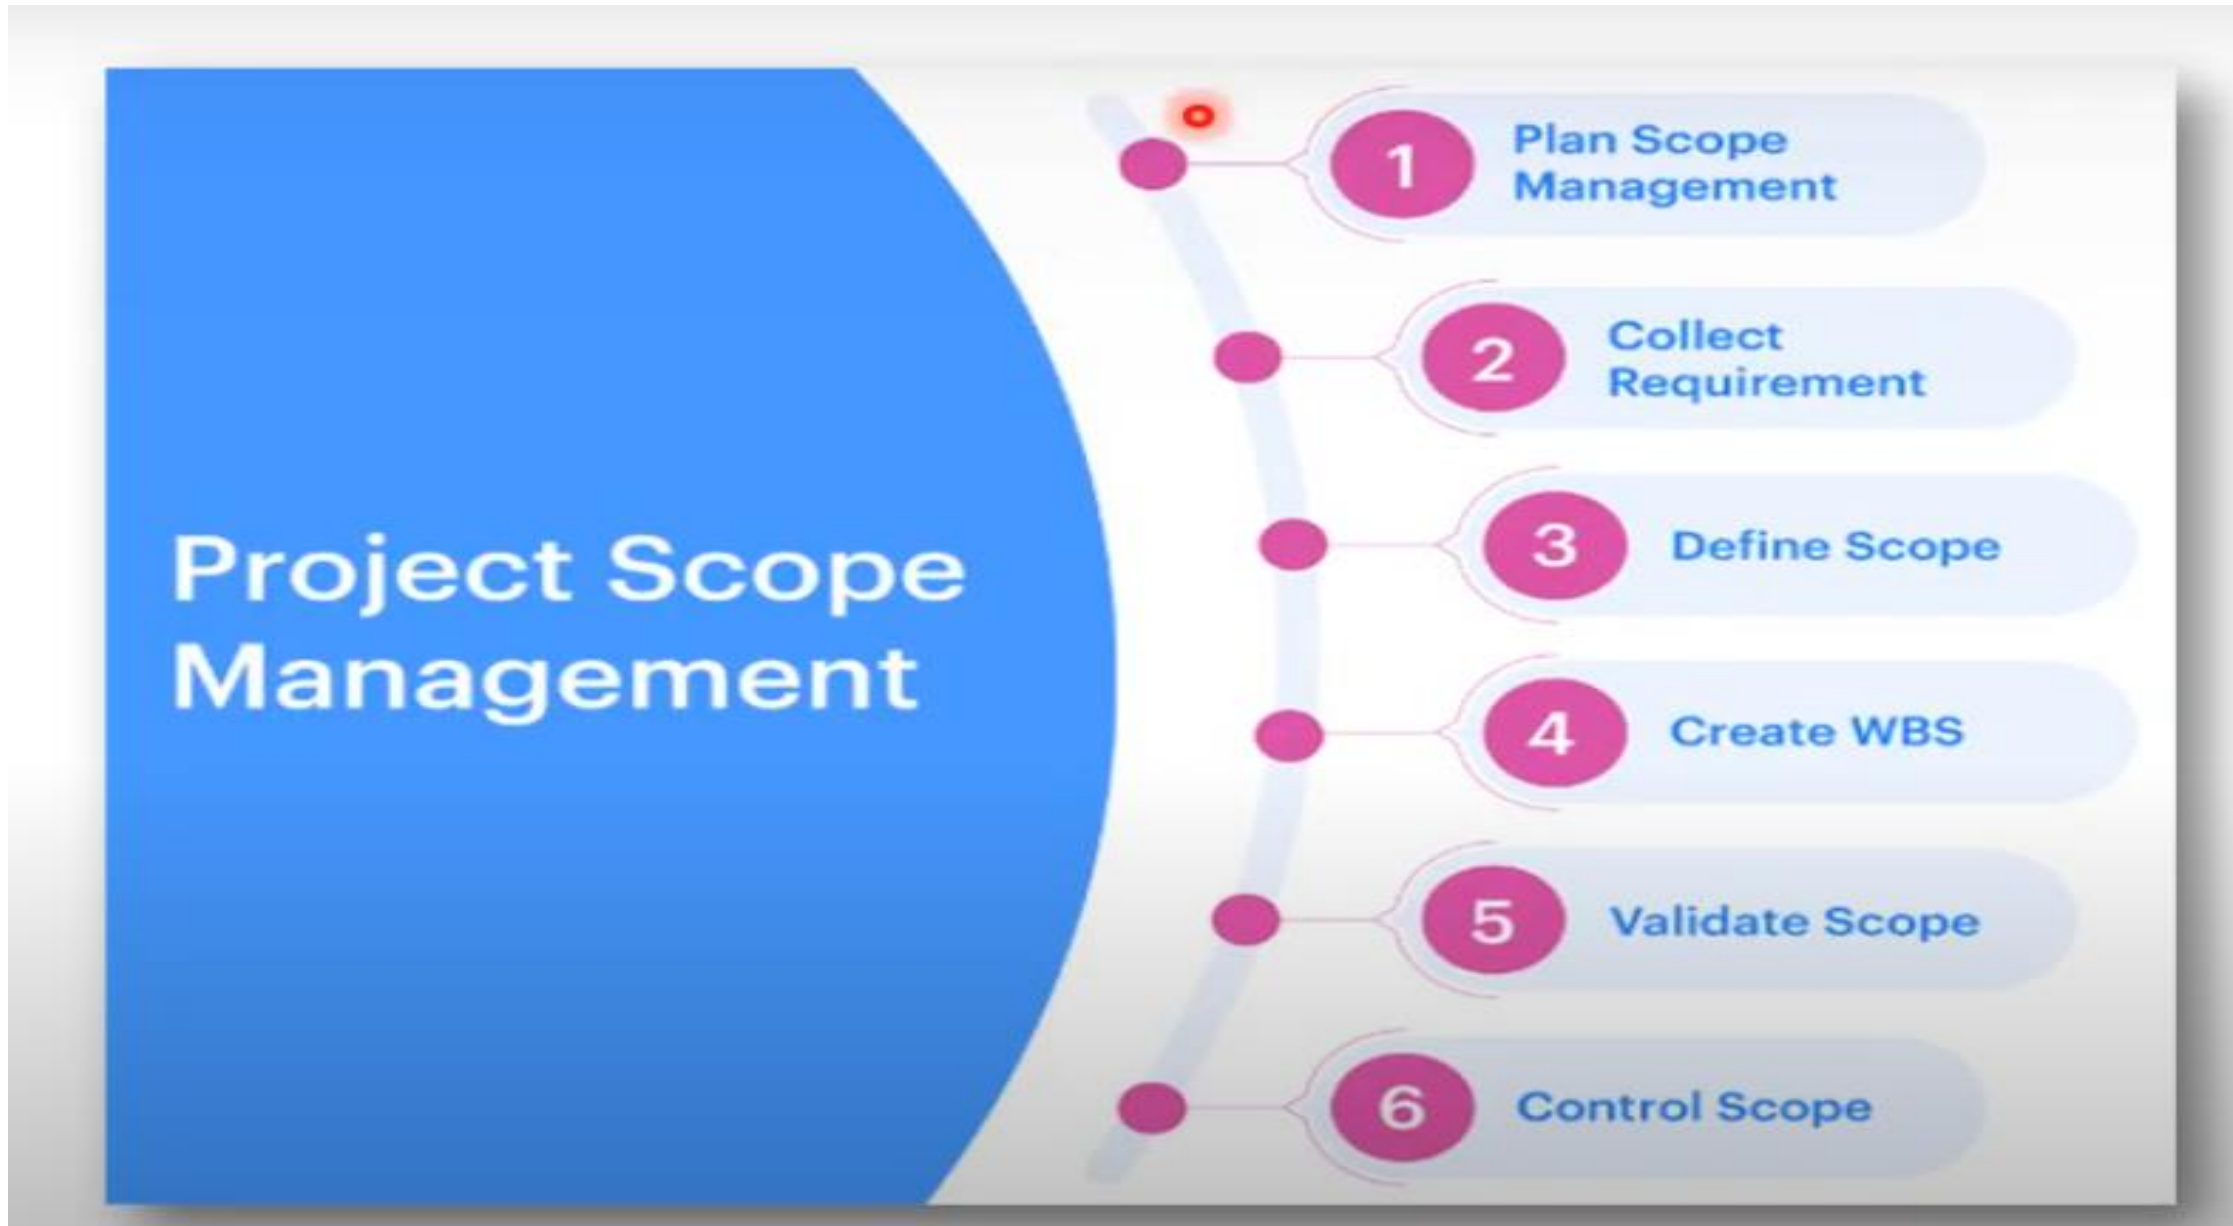 Project Scope
Management
1
Plan Scope
Management
2
Collect
Requirement
3
Define Scope
4
Create WBS
5
Validate Scope
6
Control Scope